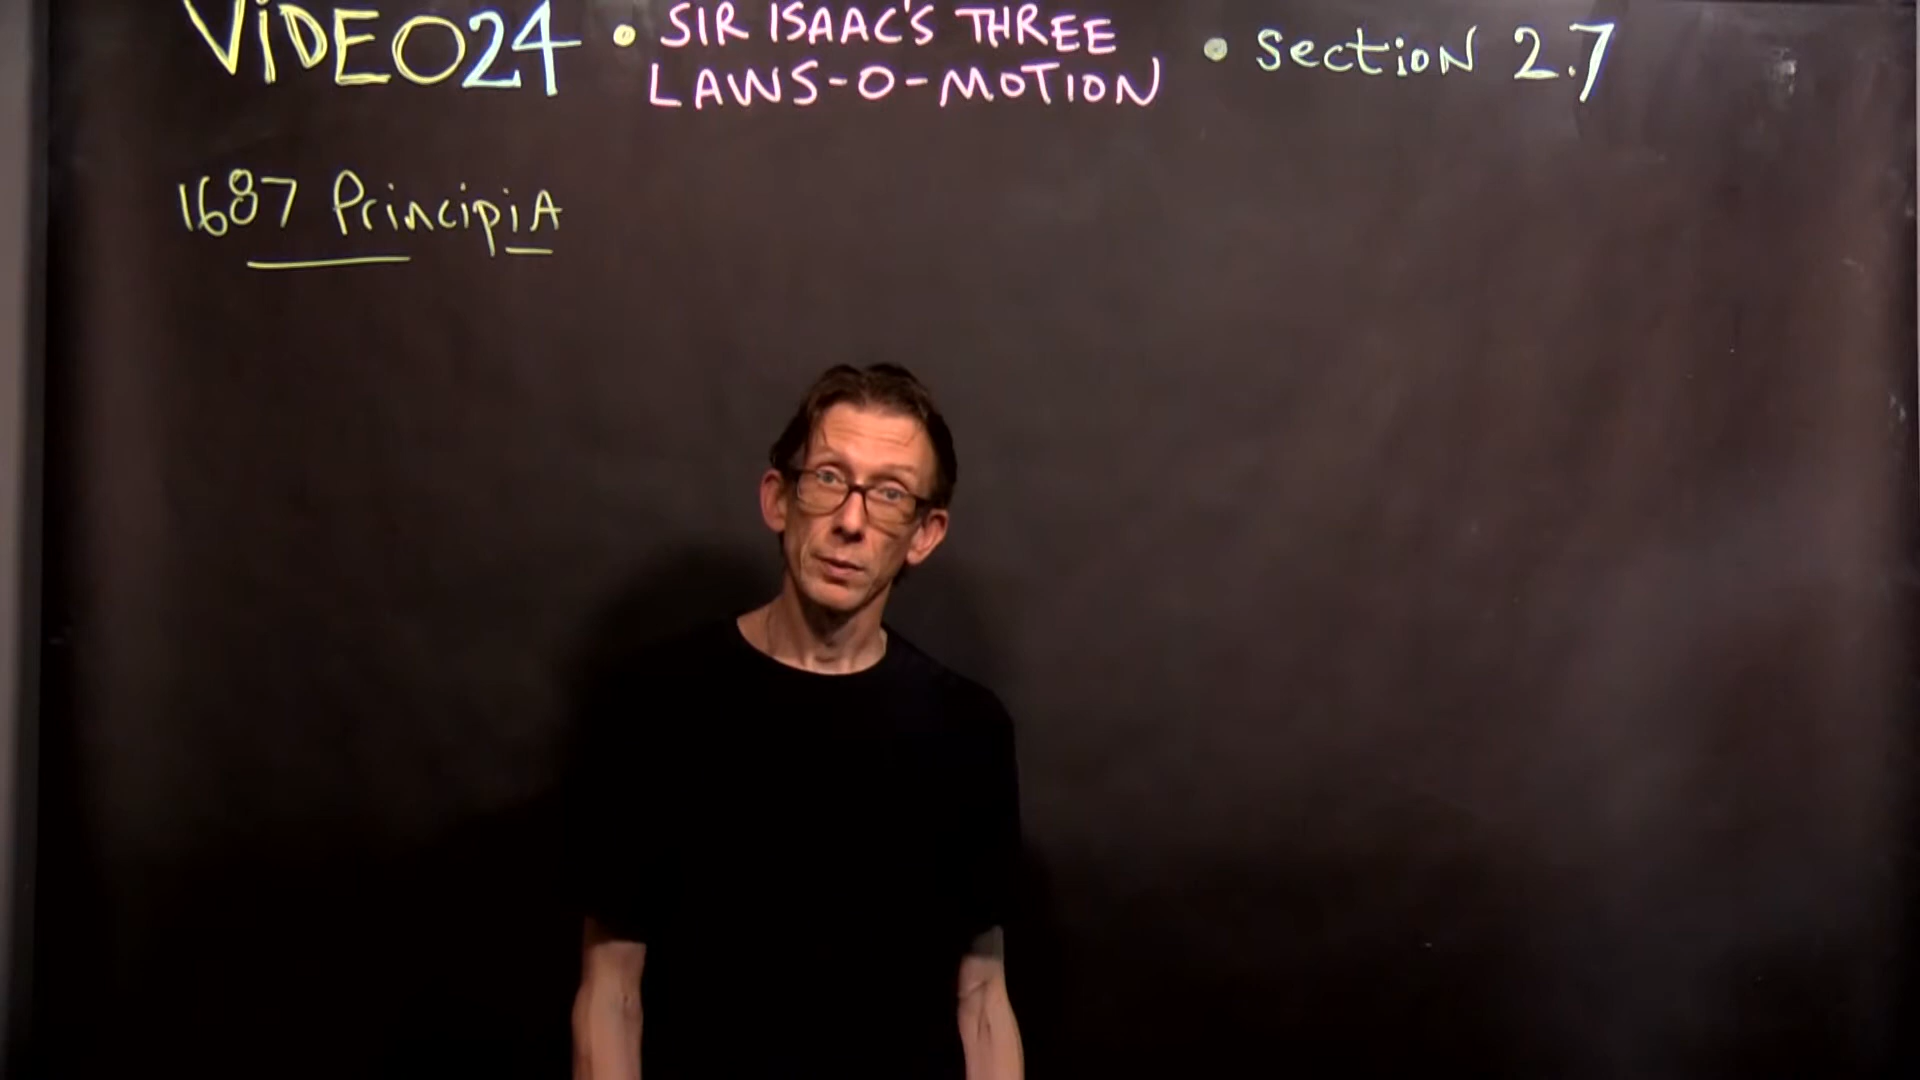 VIDEO24 • SIR ISAAC'S THREE LAWS-O-MOTION • SECTION 2.7
1687 PRINCIPIA